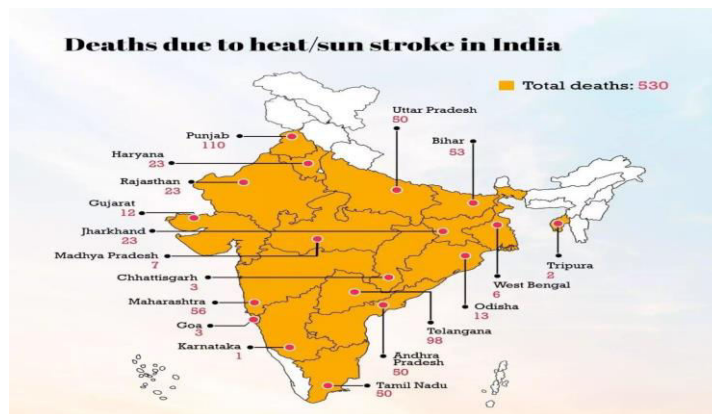 Deaths due to heat/sun stroke in India
Total deaths: 530
Uttar Pradesh
50
Punjab
110
Bihar
53
Haryana
23
Rajasthan
23
Gujarat
12
Jharkhand
23
Madhya Pradesh
7
Tripura
2
Chhattisgarh
3
West Bengal
6
Maharashtra
56
Odisha
13
Goa
3
Telangana
98
Karnataka
1
Andhra
Pradesh
50
Tamil Nadu
50